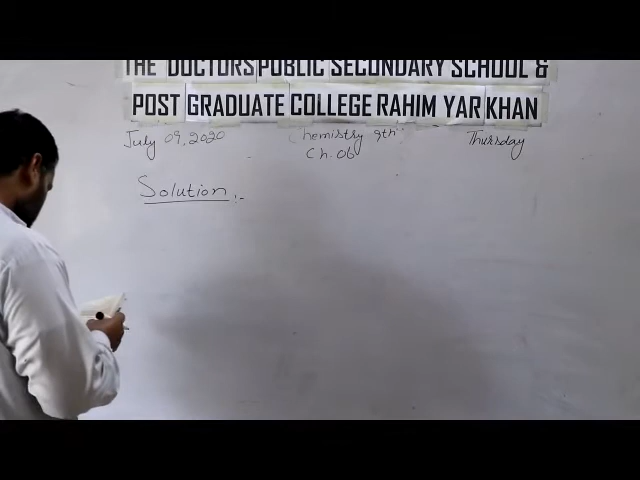 THE DOCTORS PUBLIC SECONDARY SCHOOL &
POST GRADUATE COLLEGE RAHIM YAR KHAN
July 09, 2020 Chemistry 9th Thursday
Ch. 06
Solution :-